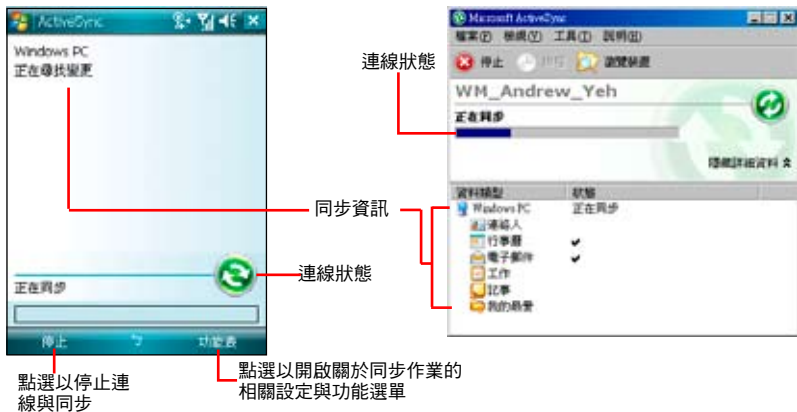 ActiveSync
Windows PC
正在尋找變更
正在同步
停止
功能表
點選以停止連
線與同步
點選以開啟關於同步作業的
相關設定與功能選單
連線狀態
同步資訊
連線狀態
Microsoft ActiveSync
檔案(F) 檢視(V) 工具(T) 說明(H)
停止 瀏覽裝置
WM_Andrew_Yeh
正在同步
隱藏詳細資料
資料類型 狀態
Windows PC 正在同步
連絡人
行事曆
電子郵件
工作
記事
我的最愛